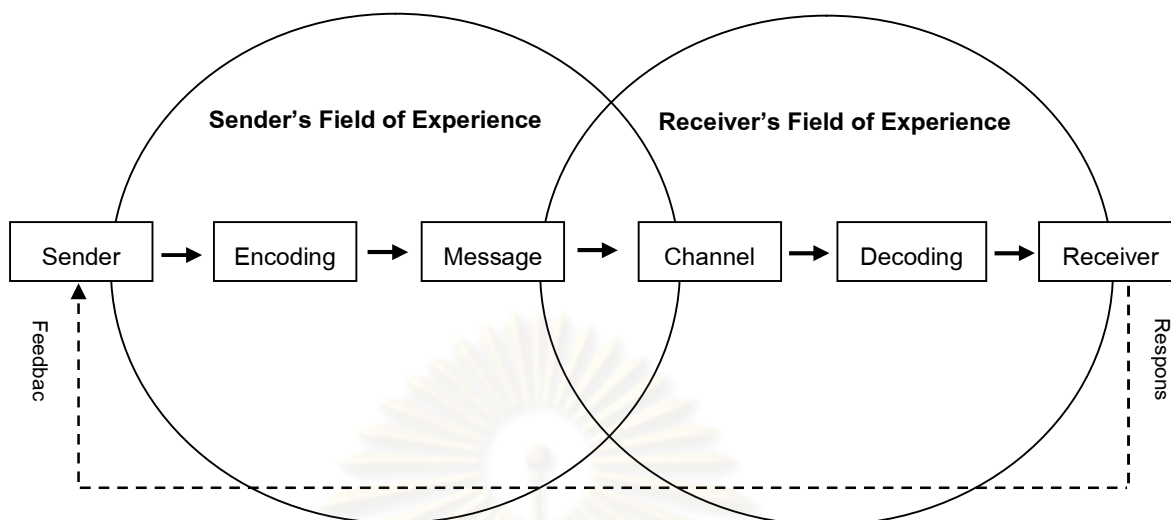 Sender’s Field of Experience
Receiver’s Field of Experience
Sender
Encoding
Message
Channel
Decoding
Receiver
Feedbac
Respons